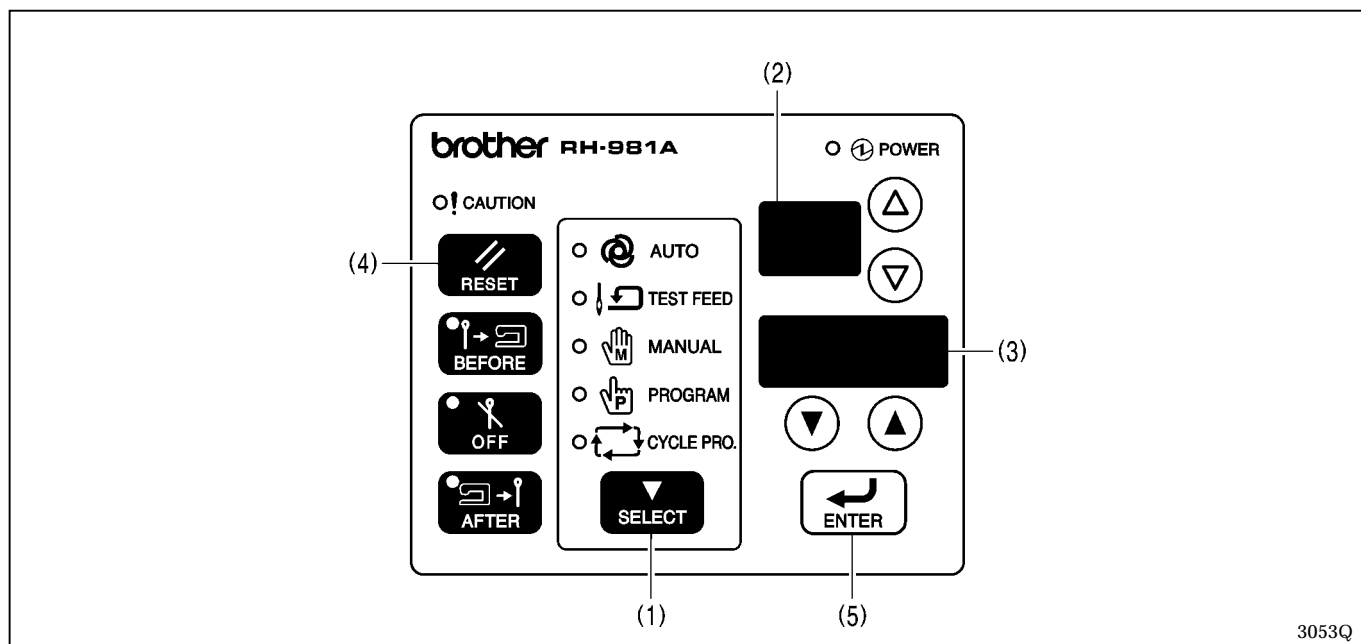 (2)
brother RH-981A
POWER
! CAUTION
(4)
RESET
AUTO
TEST FEED
BEFORE
M
MANUAL
(3)
P
PROGRAM
OFF
CYCLE PRO.
AFTER
SELECT
ENTER
(1)
(5)
3053Q